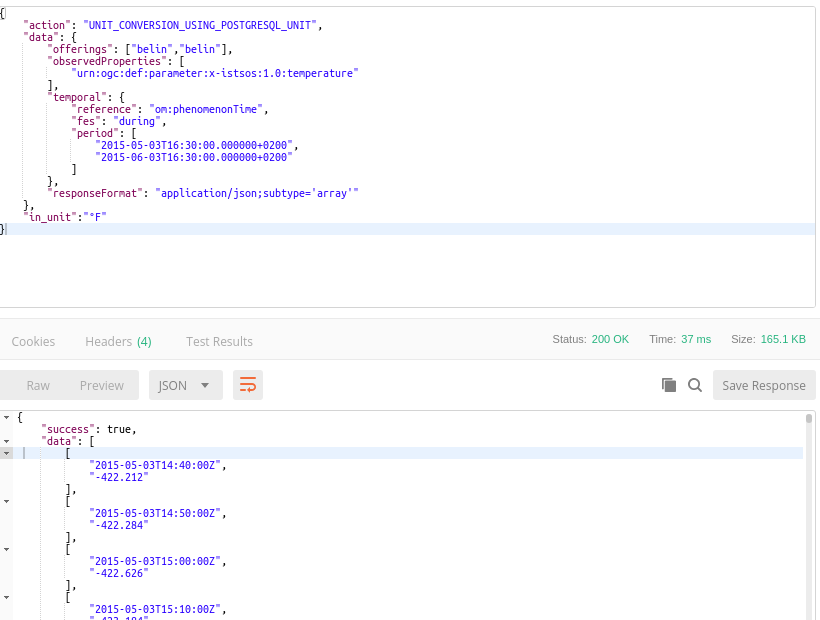 {
"action": "UNIT_CONVERSION_USING_POSTGRESQL_UNIT",
"data": {
"offerings": ["belin","belin"],
"observedProperties": [
"urn:ogc:def:parameter:x-istsos:1.0:temperature"
],
"temporal": {
"reference": "om:phenomenonTime",
"fes": "during",
"period": [
"2015-05-03T16:30:00.000000+0200",
"2015-06-03T16:30:00.000000+0200"
]
},
"responseFormat": "application/json;subtype='array'"
},
"in_unit":"°F"
}
Cookies Headers (4) Test Results Status: 200 OK Time: 37 ms Size: 165.1 KB
Raw Preview JSON Save Response
{
"success": true,
"data": [
[
"2015-05-03T14:40:00Z",
"-422.212"
],
[
"2015-05-03T14:50:00Z",
"-422.284"
],
[
"2015-05-03T15:00:00Z",
"-422.626"
],
[
"2015-05-03T15:10:00Z",